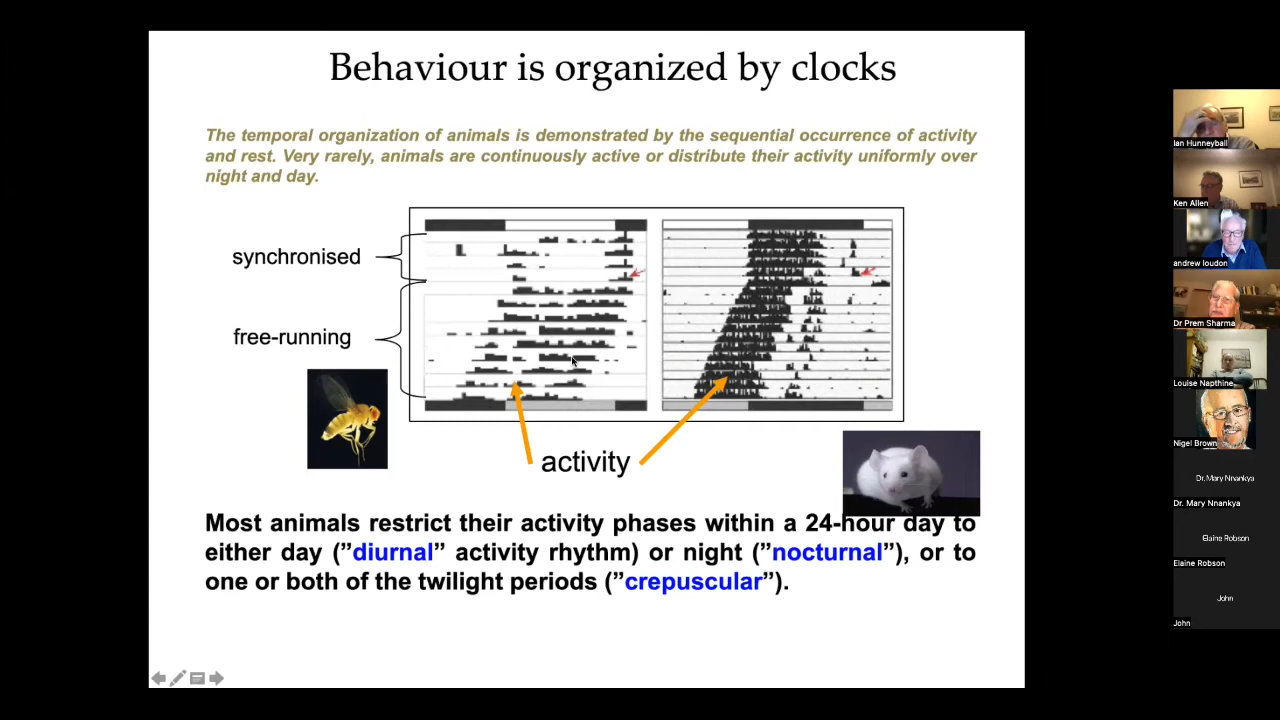 Behaviour is organized by clocks
The temporal organization of animals is demonstrated by the sequential occurrence of activity
and rest. Very rarely, animals are continuously active or distribute their activity uniformly over
night and day.
synchronised
free-running
activity
Most animals restrict their activity phases within a 24-hour day to
either day (”diurnal” activity rhythm) or night (”nocturnal”), or to
one or both of the twilight periods (”crepuscular”).
Ian Hunneyball
Ken Allen
andrew loudon
Dr Prem Sharma
Louise Napthine
Nigel Brown
Dr. Mary Nnankya
Dr. Mary Nnankya
Elaine Robson
Elaine Robson
John
John